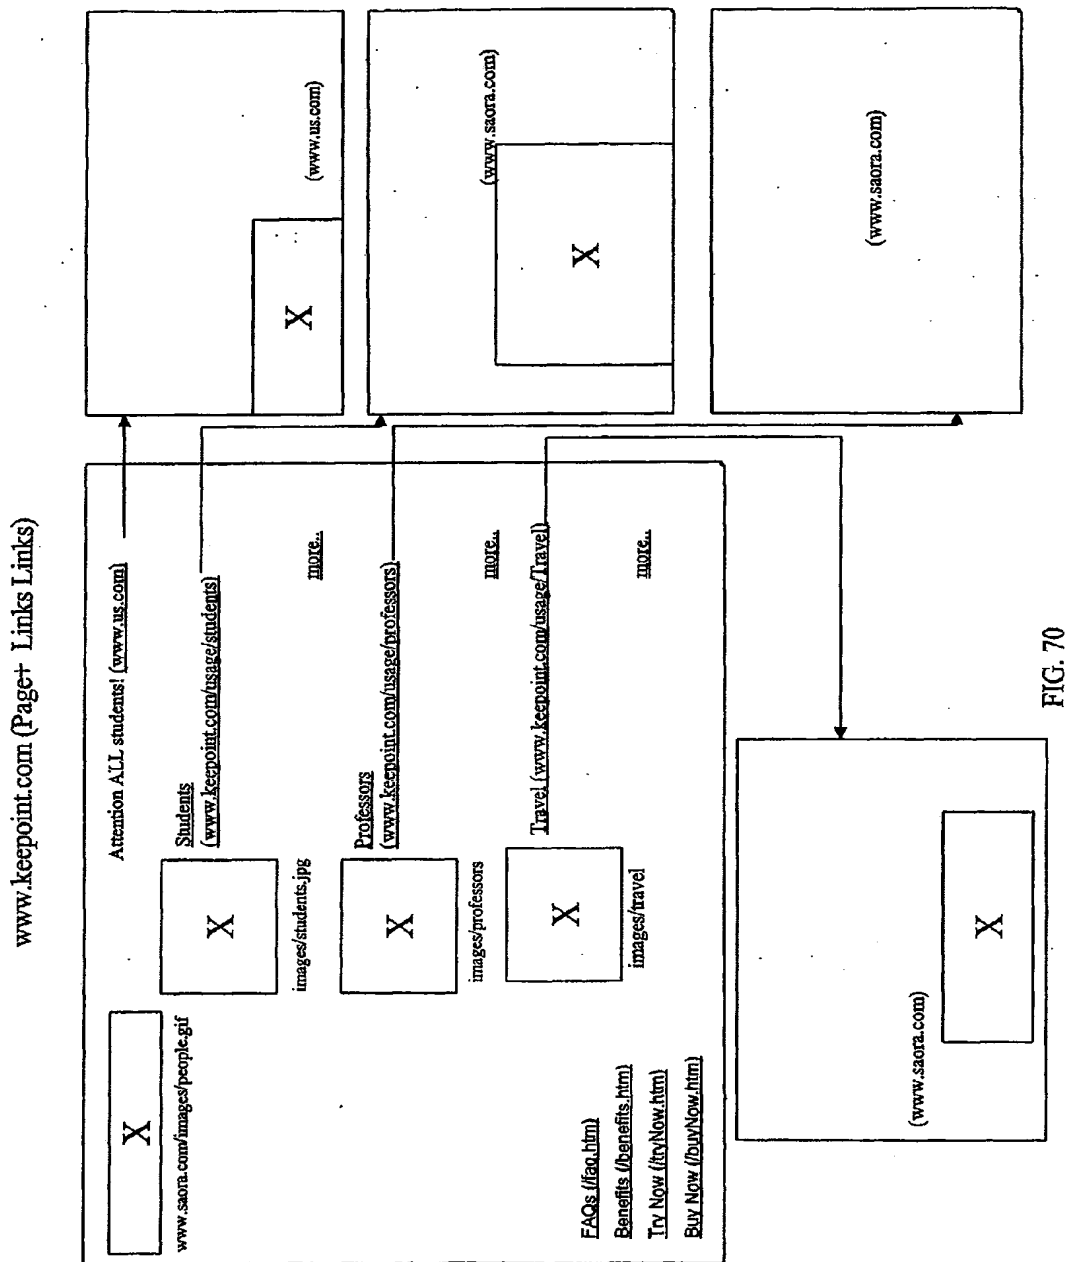 www.keepoint.com (Page+ Links Links)
X
www.saora.com/images/people.gif
Attention ALL students! (www.us.com)
X
images/students.jpg
Students
(www.keepoint.com/usage/students)
more..
X
images/professors
Professors
(www.keepoint.com/usage/professors)
more..
X
images/travel
Travel (www.keepoint.com/usage/Travel)
more..
FAQs (/faq.htm)
Benefits (/benefits.htm)
Try Now (/tryNow.htm)
Buy Now (/buyNow.htm)
X
(www.us.com)
X
(www.saora.com)
(www.saora.com)
(www.saora.com)
X
FIG. 70